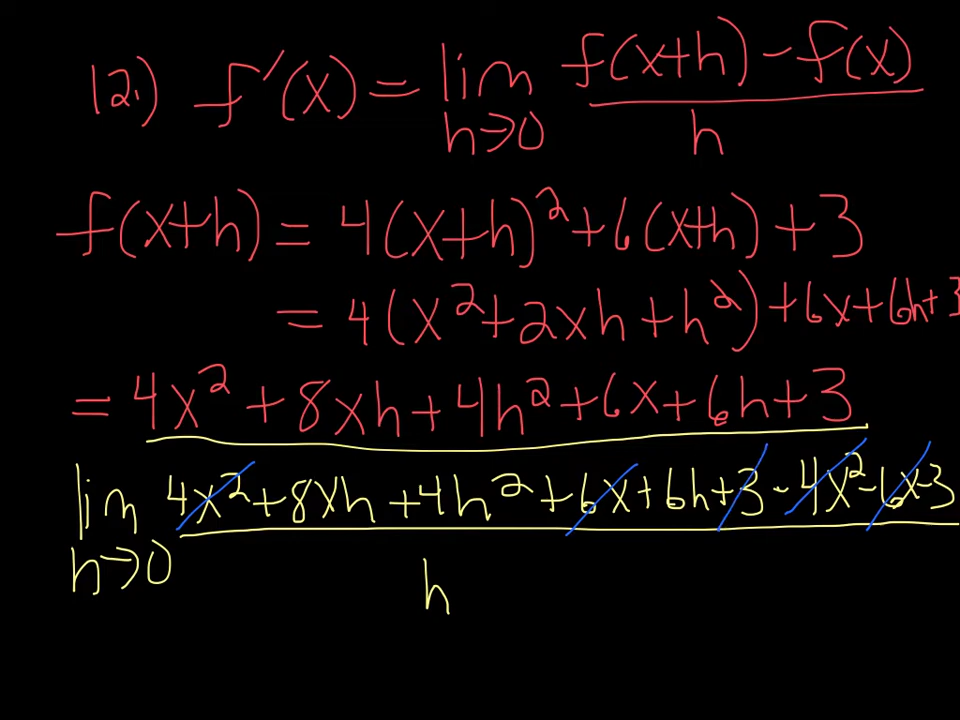 12.) f'(x) = lim h→0 f(x+h) - f(x) / h
f(x+h) = 4(x+h)² + 6(x+h) + 3
= 4(x² + 2xh + h²) + 6x + 6h + 3
= 4x² + 8xh + 4h² + 6x + 6h + 3
lim h→0 4x² + 8xh + 4h² + 6x + 6h + 3 - 4x² - 6x - 3 / h